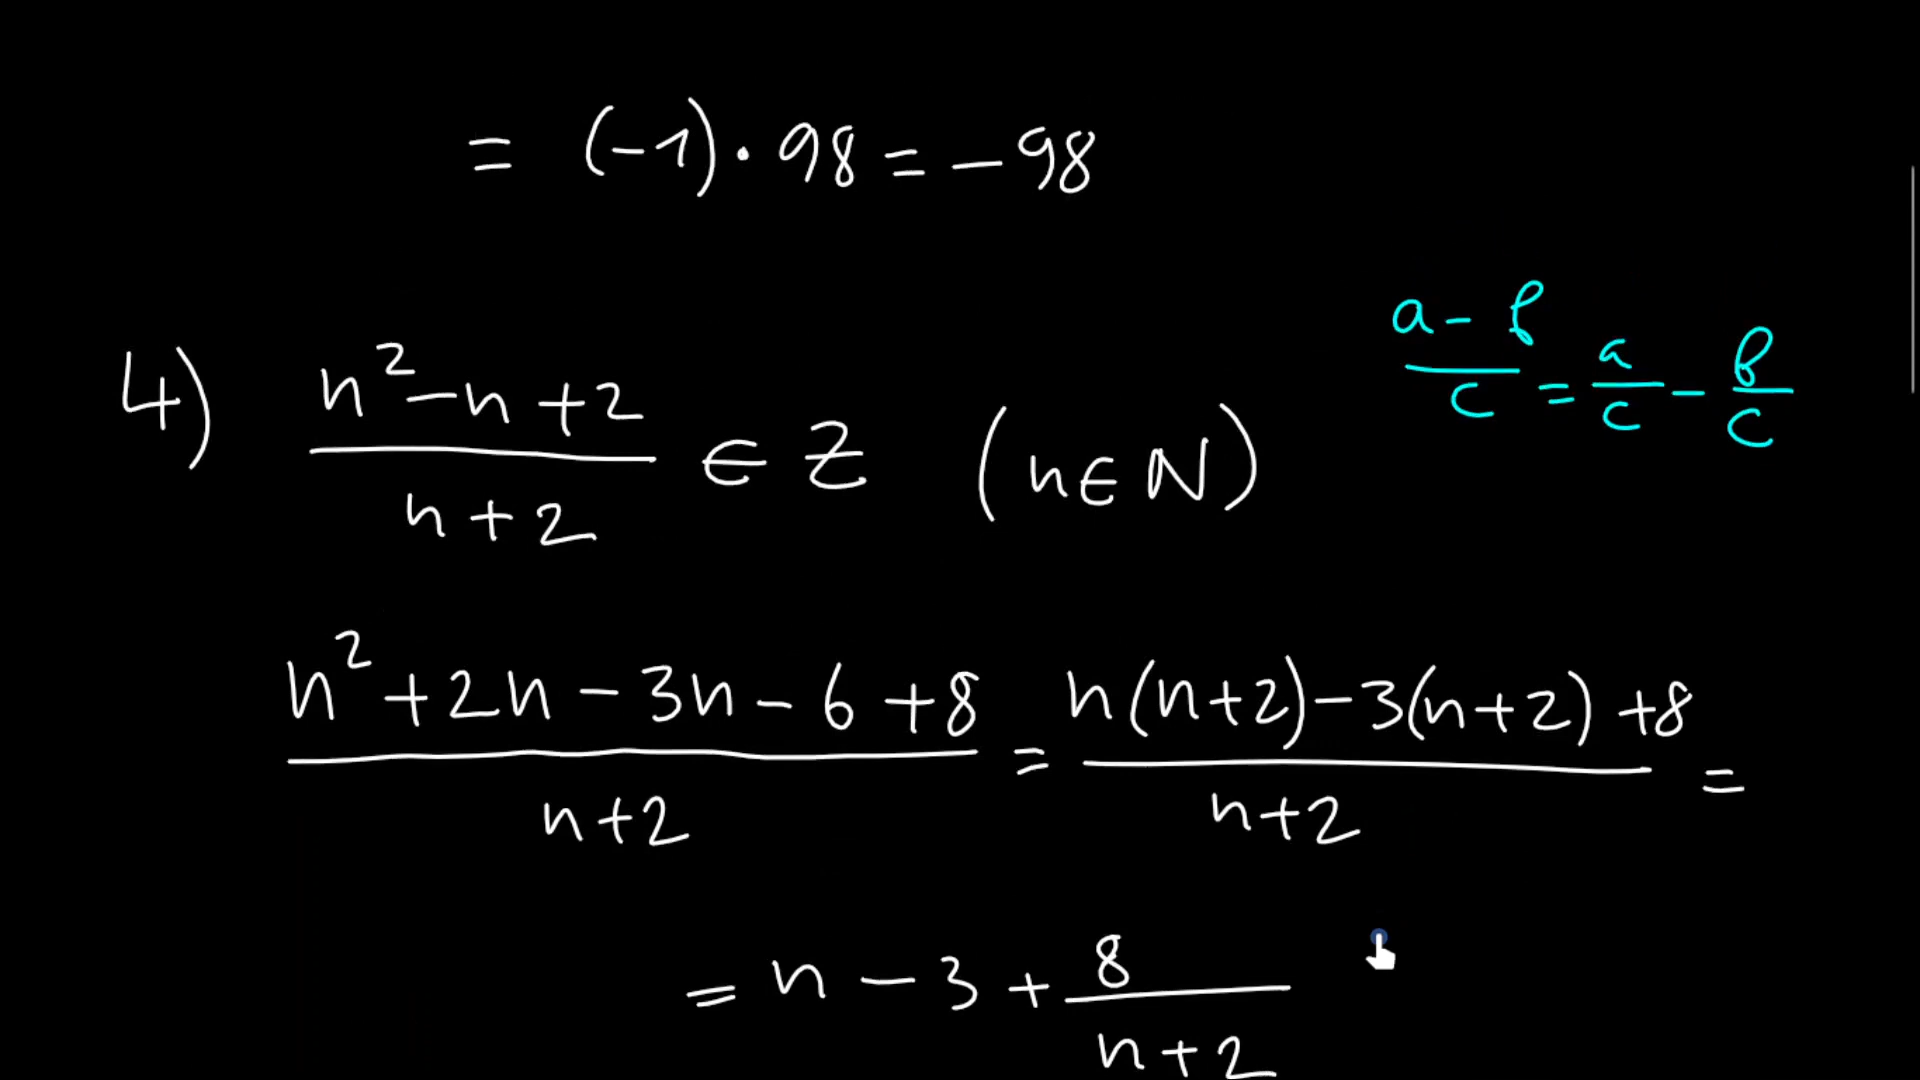 = (-1) · 98 = -98
a - b / c = a / c - b / c
4) n² - n + 2 / n + 2 ∈ Z (n ∈ N)
n² + 2n - 3n - 6 + 8 / n + 2 = n(n+2) - 3(n+2) + 8 / n + 2 =
= n - 3 + 8 / n + 2